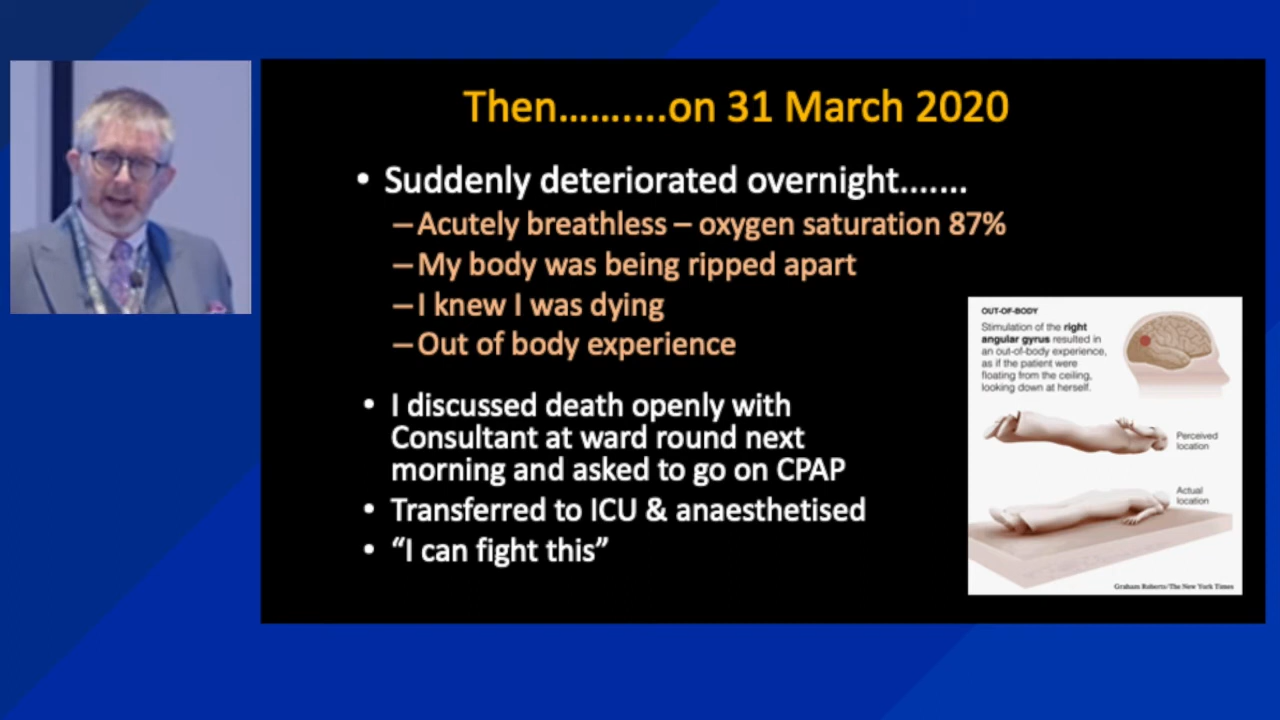 Then..........on 31 March 2020
• Suddenly deteriorated overnight.......
– Acutely breathless – oxygen saturation 87%
– My body was being ripped apart
– I knew I was dying
– Out of body experience
• I discussed death openly with
Consultant at ward round next
morning and asked to go on CPAP
• Transferred to ICU & anaesthetised
• “I can fight this”
OUT-OF-BODY
Stimulation of the right
angular gyrus resulted in
an out-of-body experience,
as if the patient were
floating from the ceiling,
looking down at herself.
Perceived
location
Actual
location
Graham Roberts/The New York Times